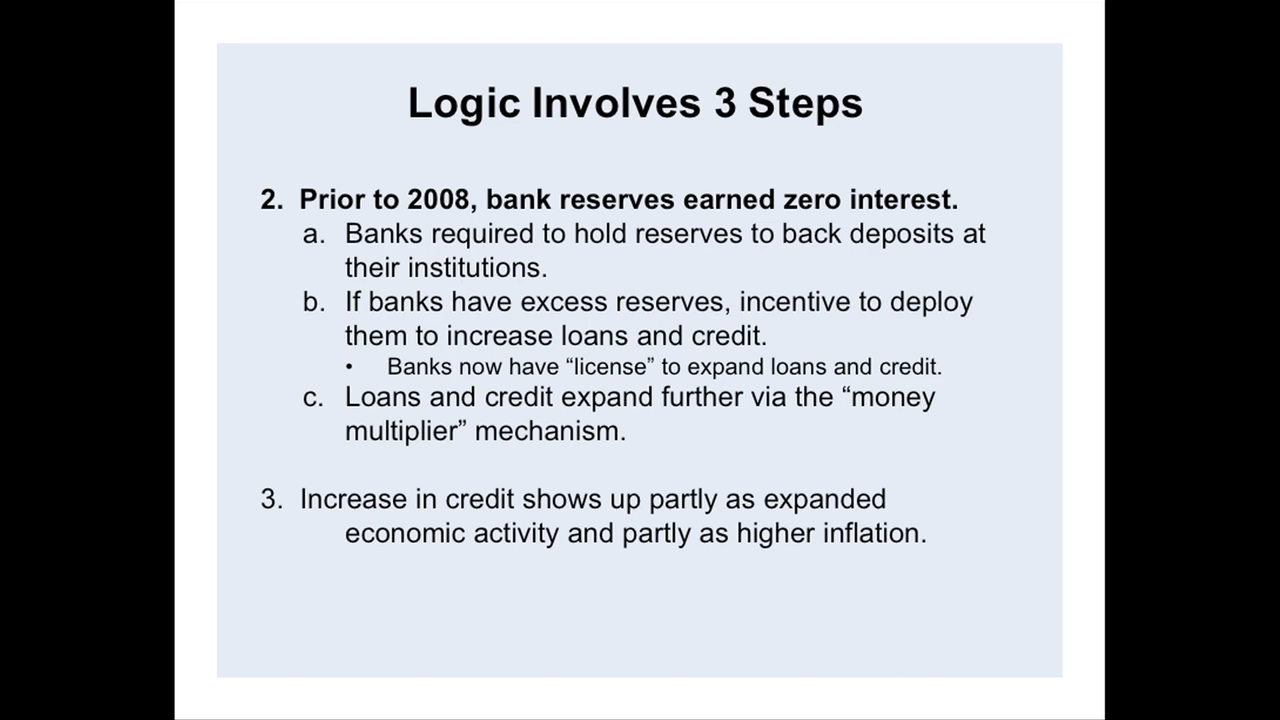 Logic Involves 3 Steps
2. Prior to 2008, bank reserves earned zero interest.
a. Banks required to hold reserves to back deposits at
their institutions.
b. If banks have excess reserves, incentive to deploy
them to increase loans and credit.
• Banks now have “license” to expand loans and credit.
c. Loans and credit expand further via the “money
multiplier” mechanism.
3. Increase in credit shows up partly as expanded
economic activity and partly as higher inflation.